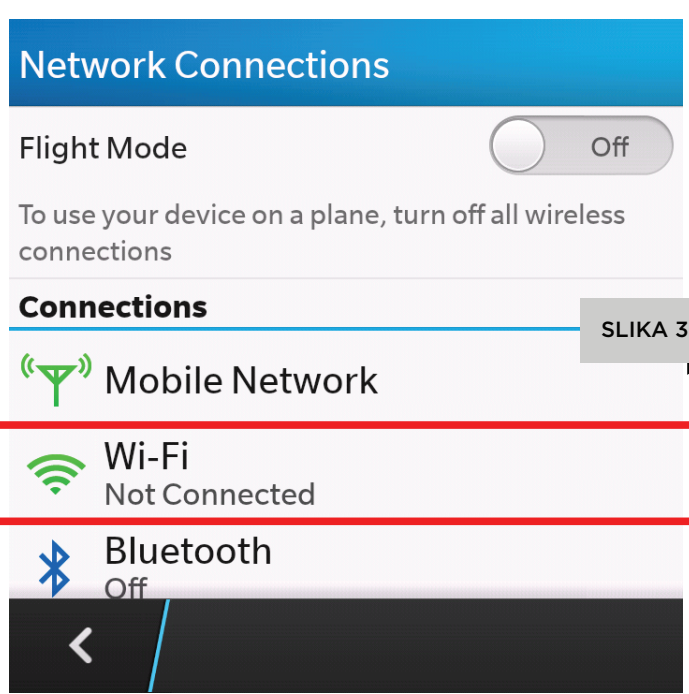 Network Connections
Flight Mode
Off
To use your device on a plane, turn off all wireless
connections
Connections
SLIKA 3
Mobile Network
Wi-Fi
Not Connected
Bluetooth
Off